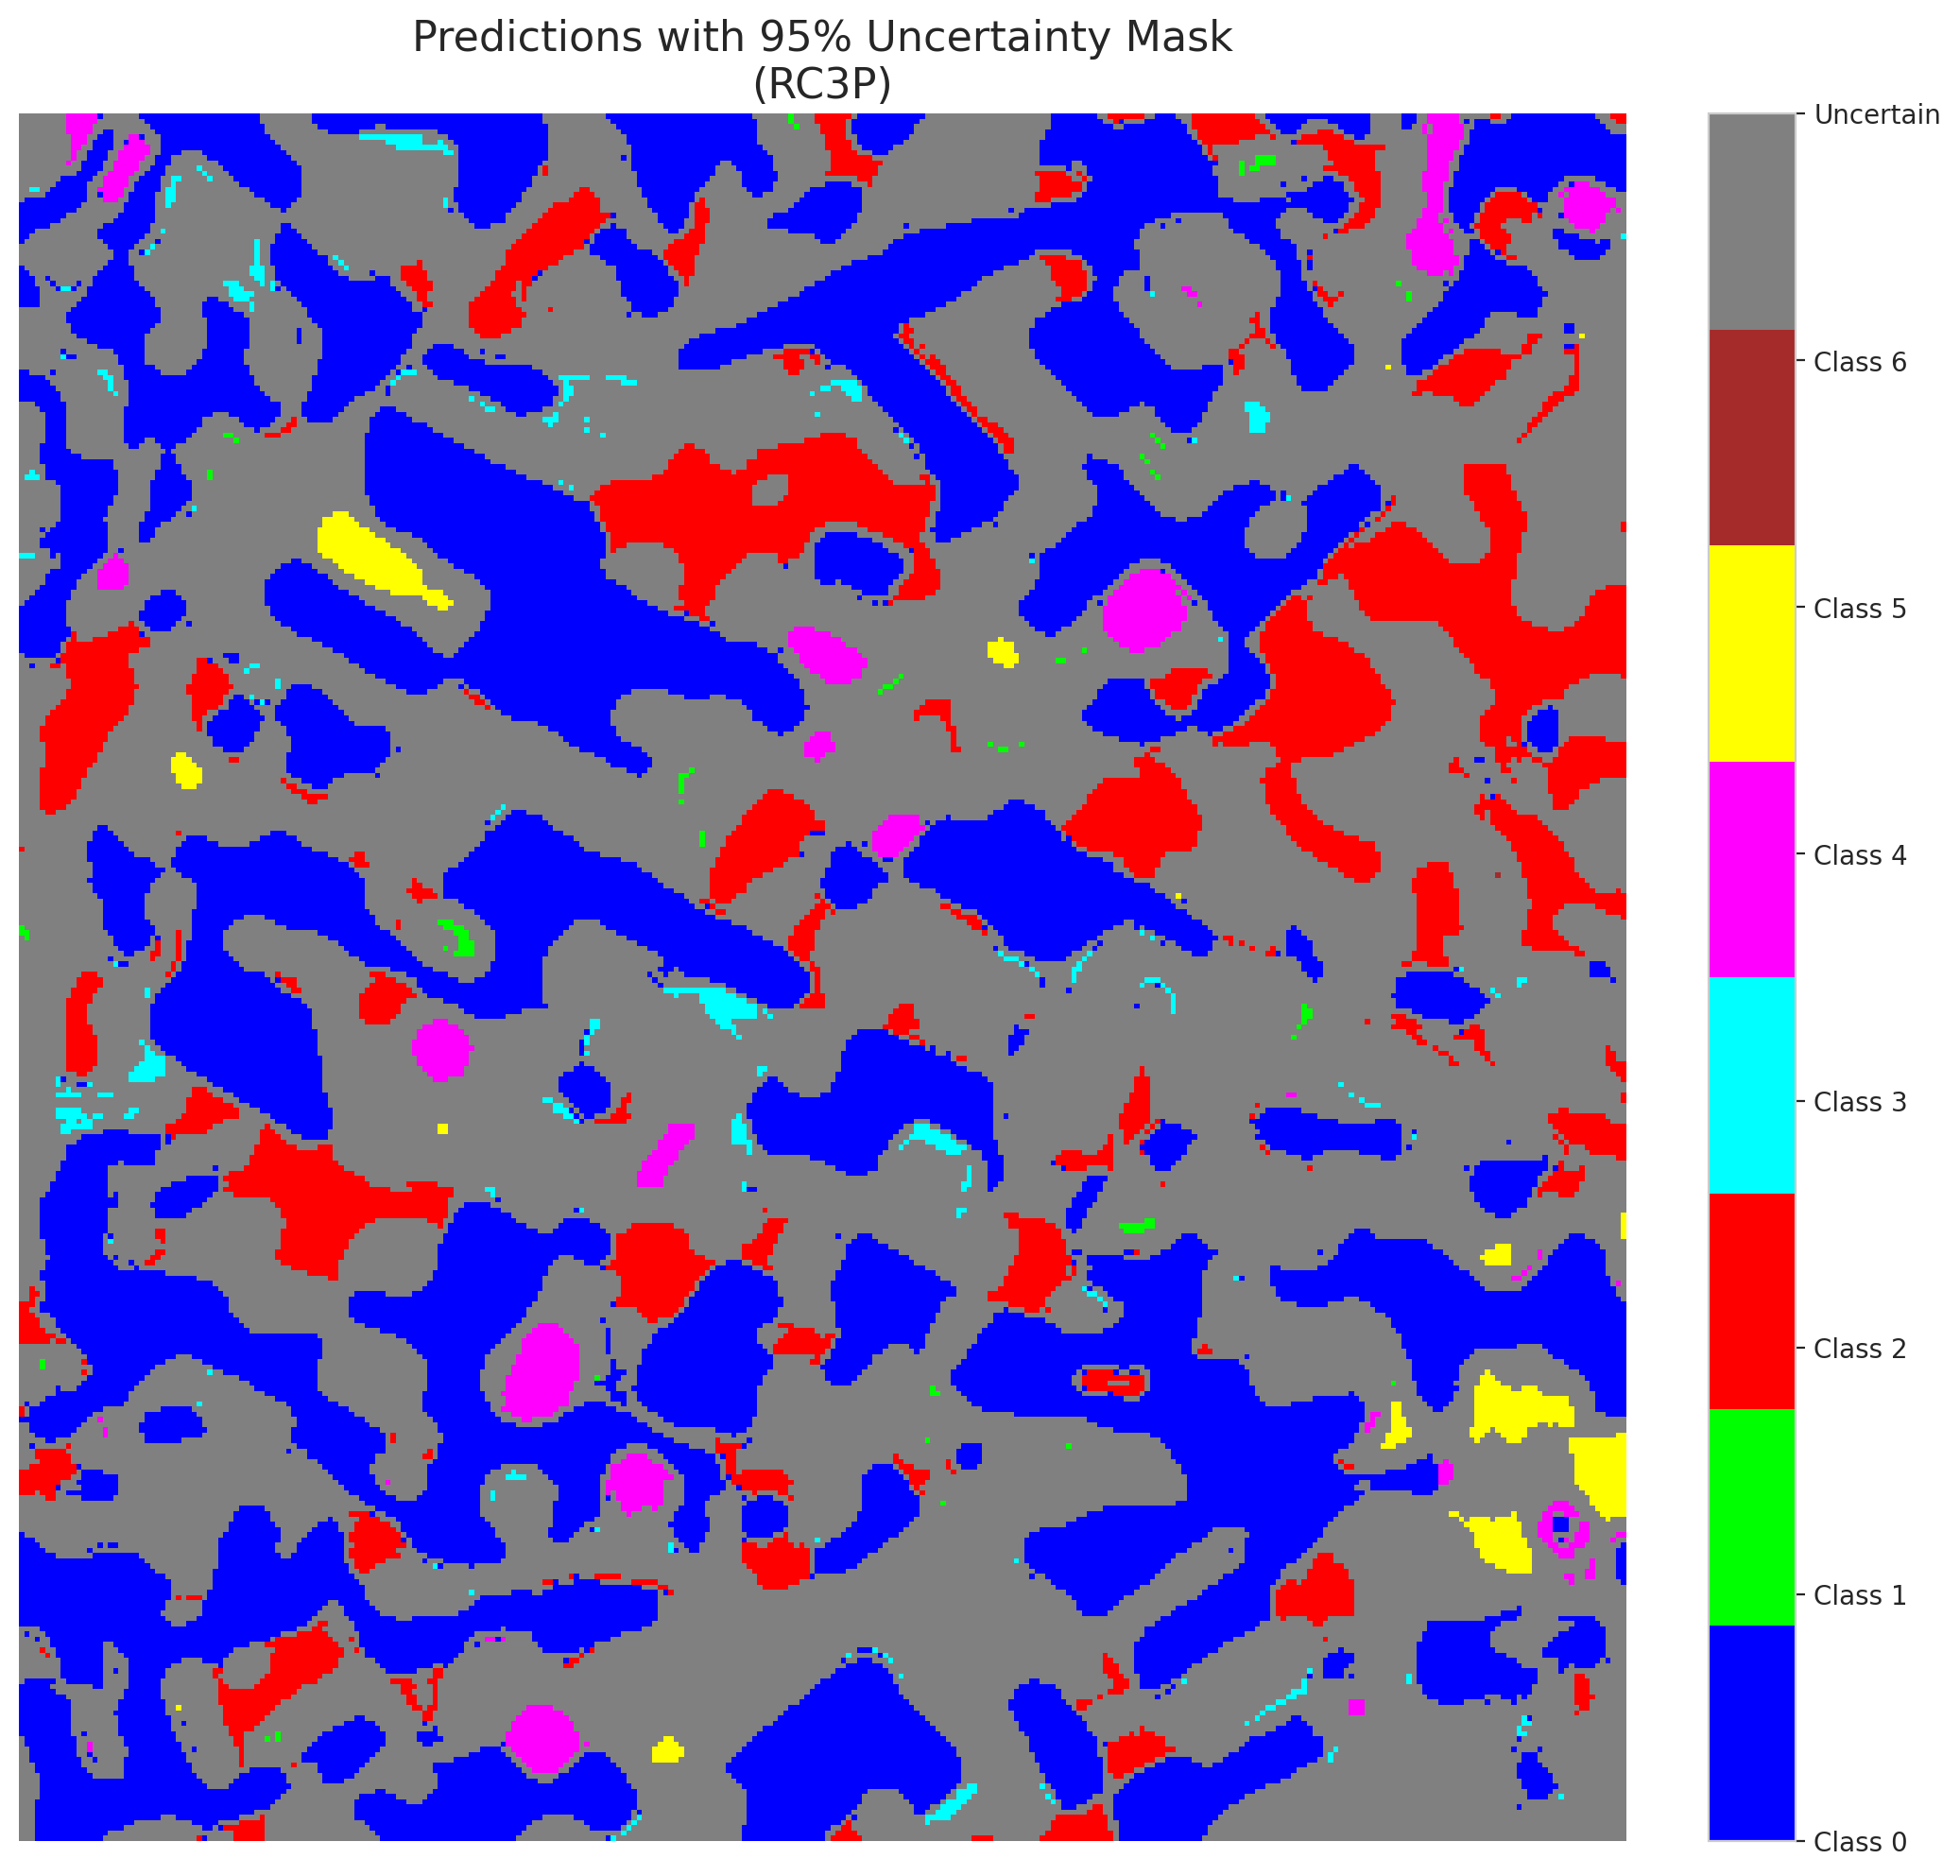 Predictions with 95% Uncertainty Mask
(RC3P)
Uncertain
Class 6
Class 5
Class 4
Class 3
Class 2
Class 1
Class 0